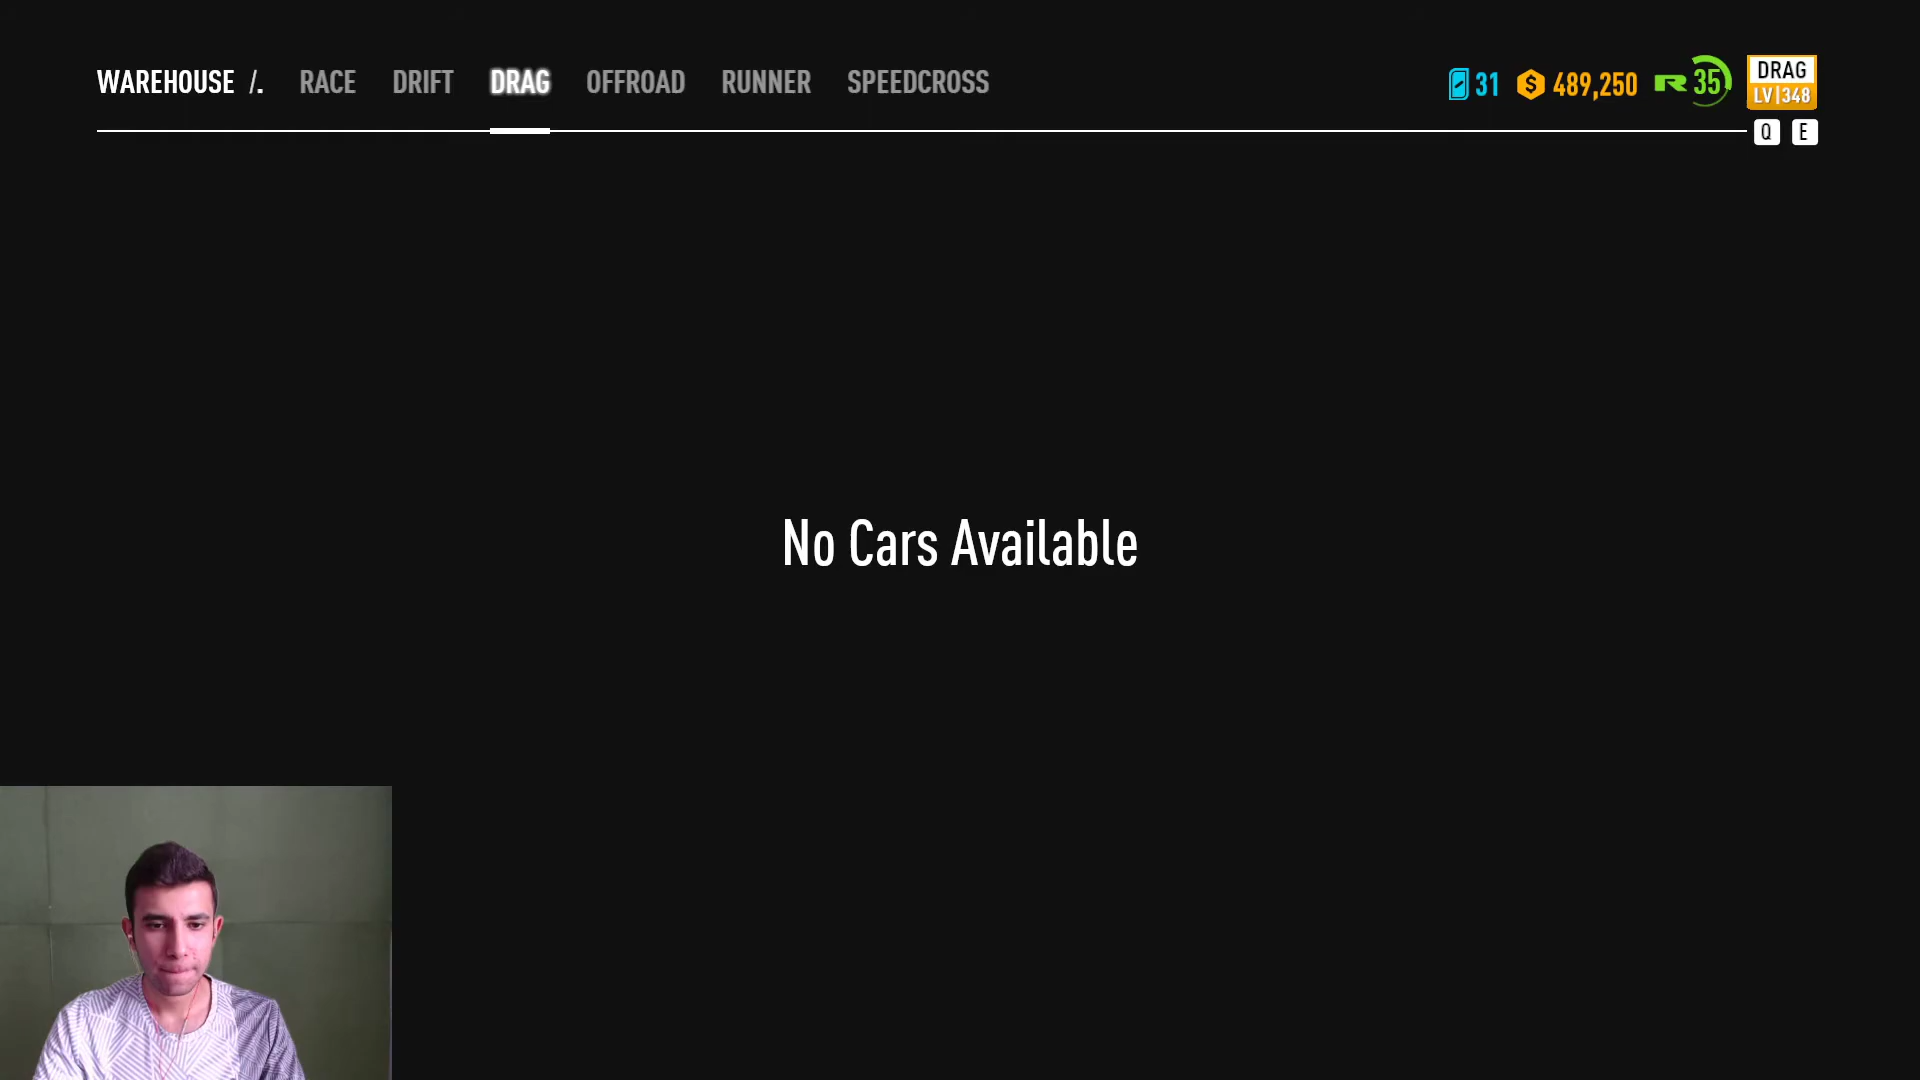 WAREHOUSE /. RACE DRIFT DRAG OFFROAD RUNNER SPEEDCROSS 31 $ 489,250 R 35 DRAG
LV|348
Q E
No Cars Available